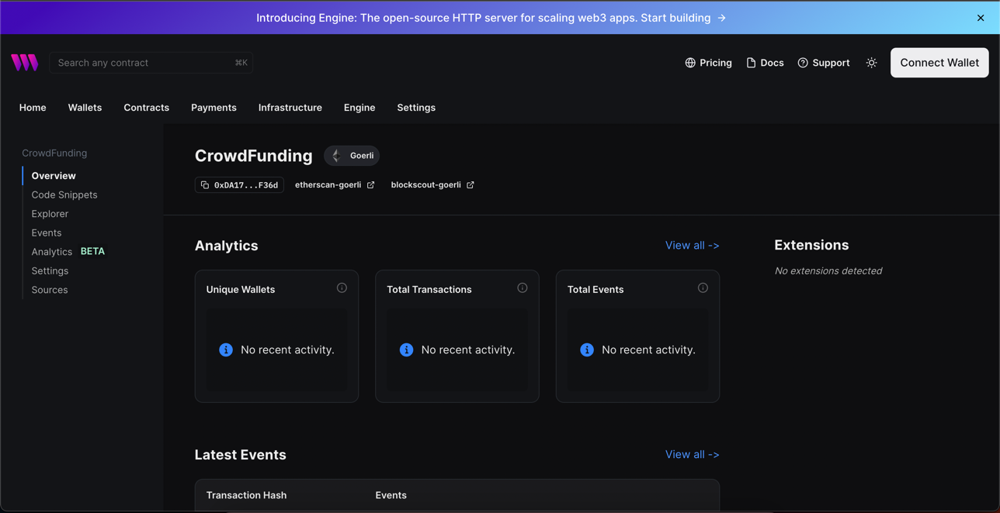 Introducing Engine: The open-source HTTP server for scaling web3 apps. Start building →
Search any contract ⌘K
Pricing Docs Support Connect Wallet
Home Wallets Contracts Payments Infrastructure Engine Settings
CrowdFunding
Overview
Code Snippets
Explorer
Events
Analytics BETA
Settings
Sources
CrowdFunding Goerli
0xDA17...F36d etherscan-goerli blockscout-goerli
Analytics View all ->
Unique Wallets
No recent activity.
Total Transactions
No recent activity.
Total Events
No recent activity.
Extensions
No extensions detected
Latest Events View all ->
Transaction Hash Events